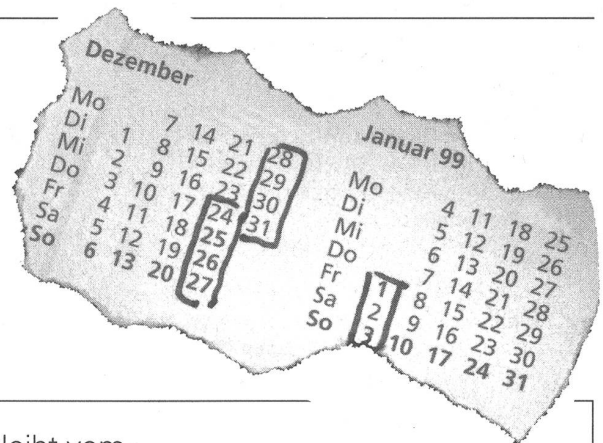 Dezember
Mo 7 14 21 28
Di 1 8 15 22 29
Mi 2 9 16 23 30
Do 3 10 17 24 31
Fr 4 11 18 25
Sa 5 12 19 26
So 6 13 20 27
Januar 99
Mo 4 11 18 25
Di 5 12 19 26
Mi 6 13 20 27
Do 7 14 21 28
Fr 1 8 15 22 29
Sa 2 9 16 23 30
So 3 10 17 24 31
leibt vom